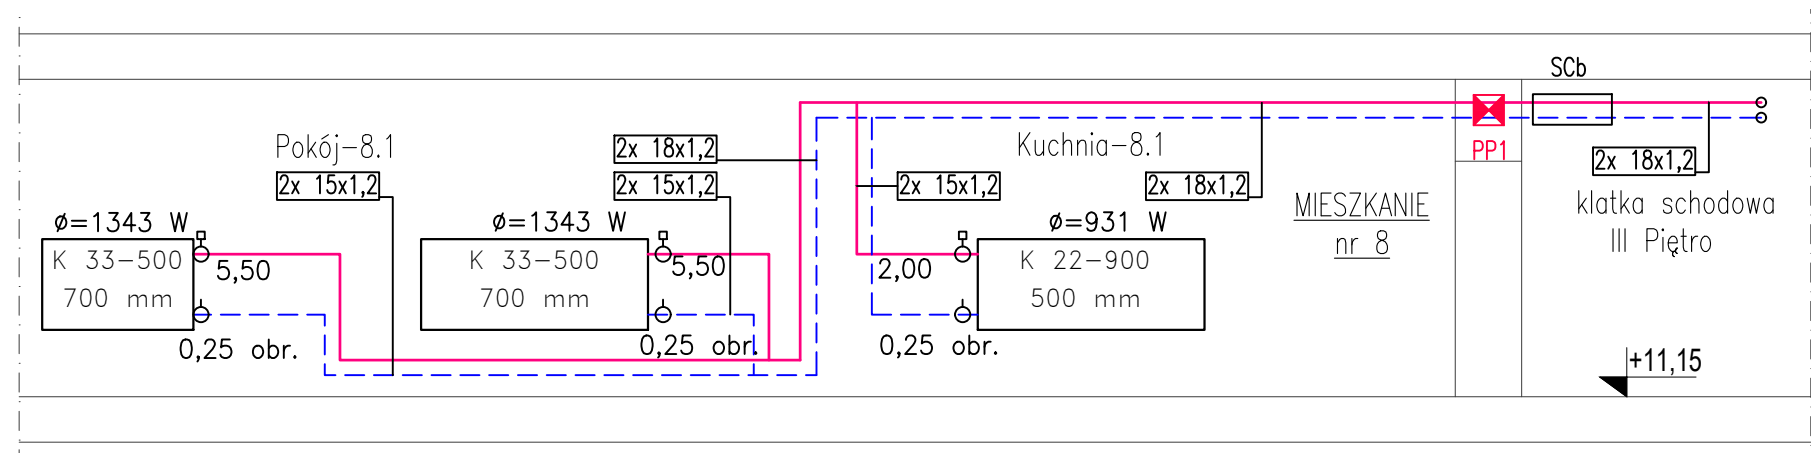 SCb
Pokój-8.1
2x 18x1,2
Kuchnia-8.1
PP1
2x 18x1,2
2x 15x1,2
2x 15x1,2
2x 15x1,2
2x 18x1,2
MIESZKANIE
nr 8
klatka schodowa
III Piętro
ø=1343 W
ø=1343 W
ø=931 W
K 33-500
700 mm
5,50
K 33-500
700 mm
5,50
2,00
K 22-900
500 mm
0,25 obr.
0,25 obr.
0,25 obr.
+11,15